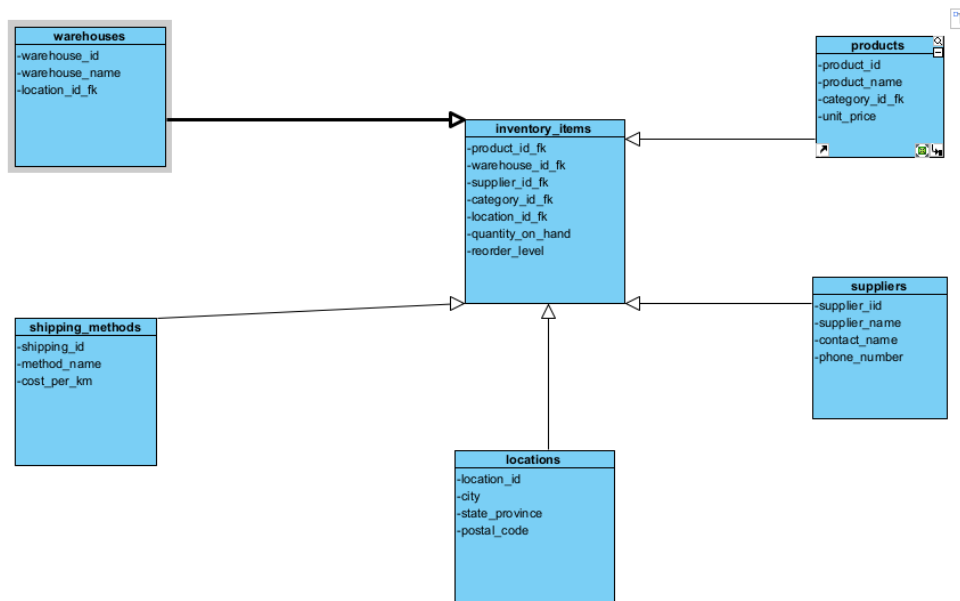 warehouses
-warehouse_id
-warehouse_name
-location_id_fk
products
-product_id
-product_name
-category_id_fk
-unit_price
inventory_items
-product_id_fk
-warehouse_id_fk
-supplier_id_fk
-category_id_fk
-location_id_fk
-quantity_on_hand
-reorder_level
suppliers
-supplier_iid
-supplier_name
-contact_name
-phone_number
shipping_methods
-shipping_id
-method_name
-cost_per_km
locations
-location_id
-city
-state_province
-postal_code